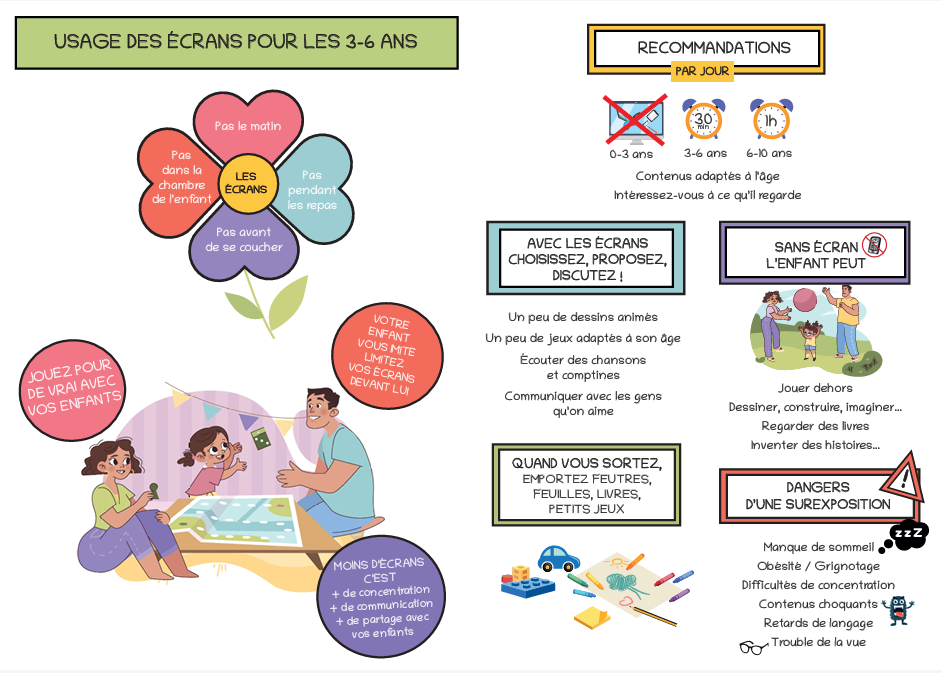 USAGE DES ÉCRANS POUR LES 3-6 ANS
Pas le matin
Pas
dans la
chambre
de l'enfant
LES
ÉCRANS
Pas
pendant
les repas
Pas avant
de se coucher
VOTRE
ENFANT
VOUS IMITE
LIMITEZ
VOS ÉCRANS
DEVANT LUI
JOUEZ POUR
DE VRAI AVEC
VOS ENFANTS
MOINS D'ÉCRANS
C'EST
+ de concentration
+ de communication
+ de partage avec
vos enfants
RECOMMANDATIONS
PAR JOUR
30
min
1h
0-3 ans
3-6 ans
6-10 ans
Contenus adaptés à l'âge
Intéressez-vous à ce qu'il regarde
AVEC LES ÉCRANS
CHOISISSEZ, PROPOSEZ,
DISCUTEZ !
Un peu de dessins animés
Un peu de jeux adaptés à son âge
Écouter des chansons
et comptines
Communiquer avec les gens
qu'on aime
QUAND VOUS SORTEZ,
EMPORTEZ FEUTRES,
FEUILLES, LIVRES,
PETITS JEUX
SANS ÉCRAN
L'ENFANT PEUT
Jouer dehors
Dessiner, construire, imaginer...
Regarder des livres
Inventer des histoires...
DANGERS
D'UNE SUREXPOSITION
zzZ
Manque de sommeil
Obésité / Grignotage
Difficultés de concentration
Contenus choquants
Retards de langage
Trouble de la vue